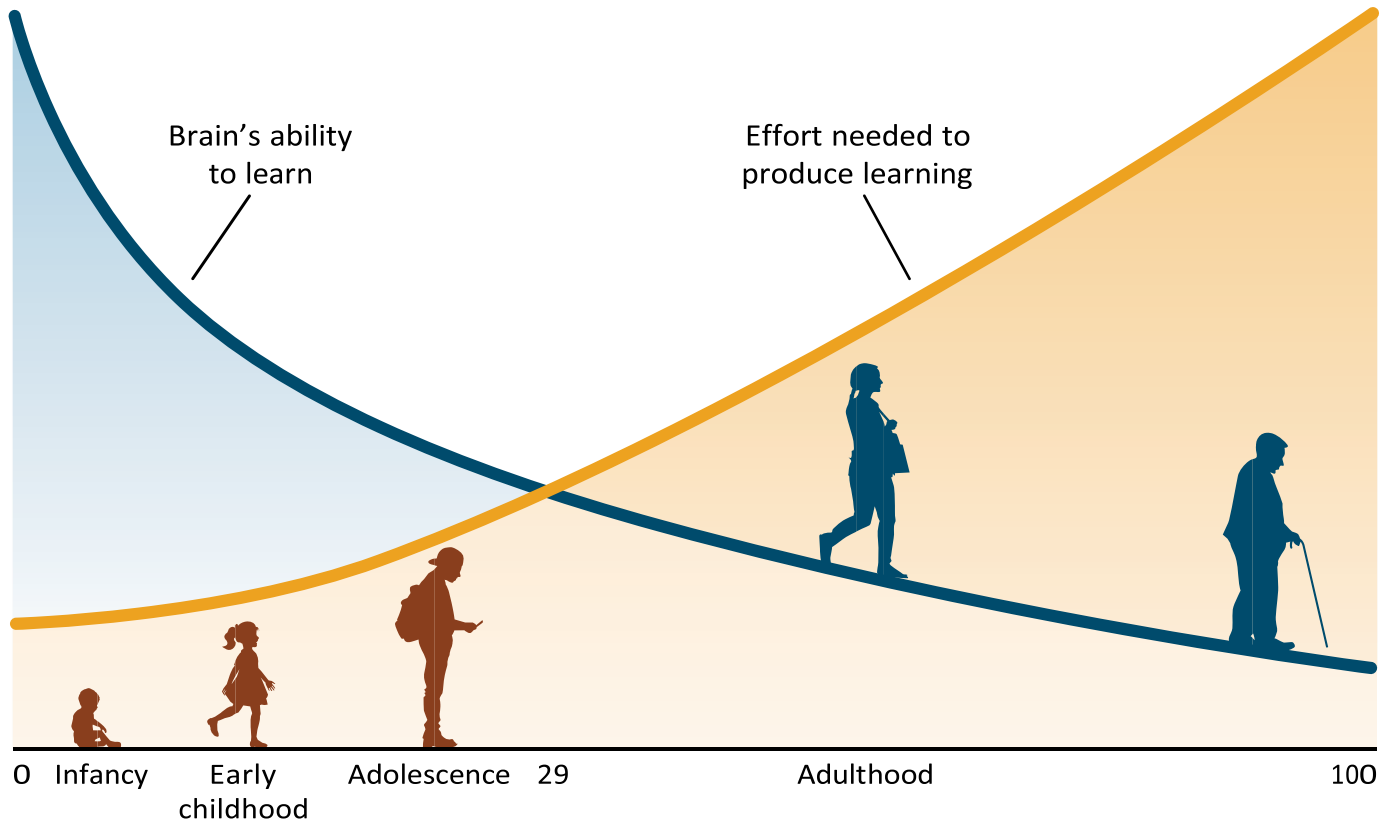 Brain’s ability
to learn
Effort needed to
produce learning
0 Infancy Early Adolescence 29 Adulthood 100
childhood